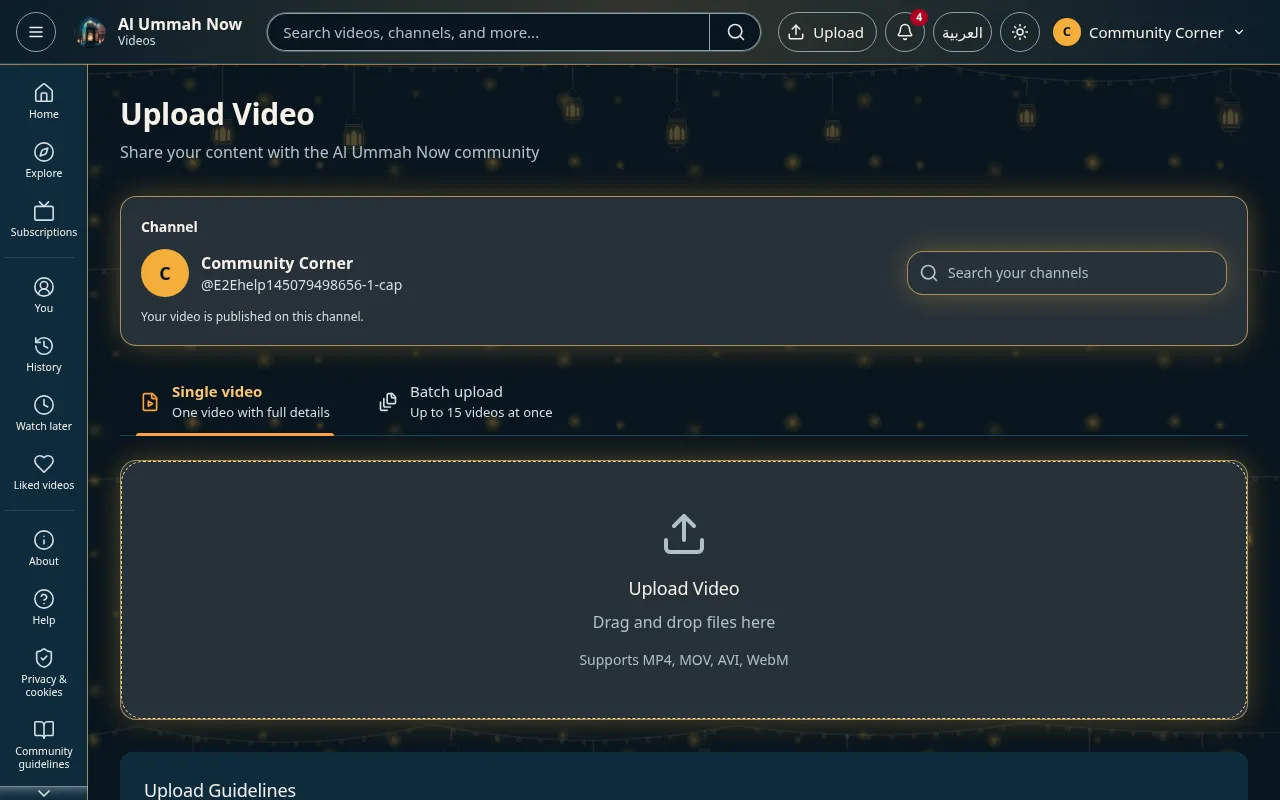 Al Ummah Now
Videos
Search videos, channels, and more...
Upload
4
العربية
C
Community Corner
Home
Explore
Subscriptions
You
History
Watch later
Liked videos
About
Help
Privacy &
cookies
Community
guidelines
Upload Video
Share your content with the Al Ummah Now community
Channel
C
Community Corner
@E2Ehelp145079498656-1-cap
Search your channels
Your video is published on this channel.
Single video
One video with full details
Batch upload
Up to 15 videos at once
Upload Video
Drag and drop files here
Supports MP4, MOV, AVI, WebM
Upload Guidelines